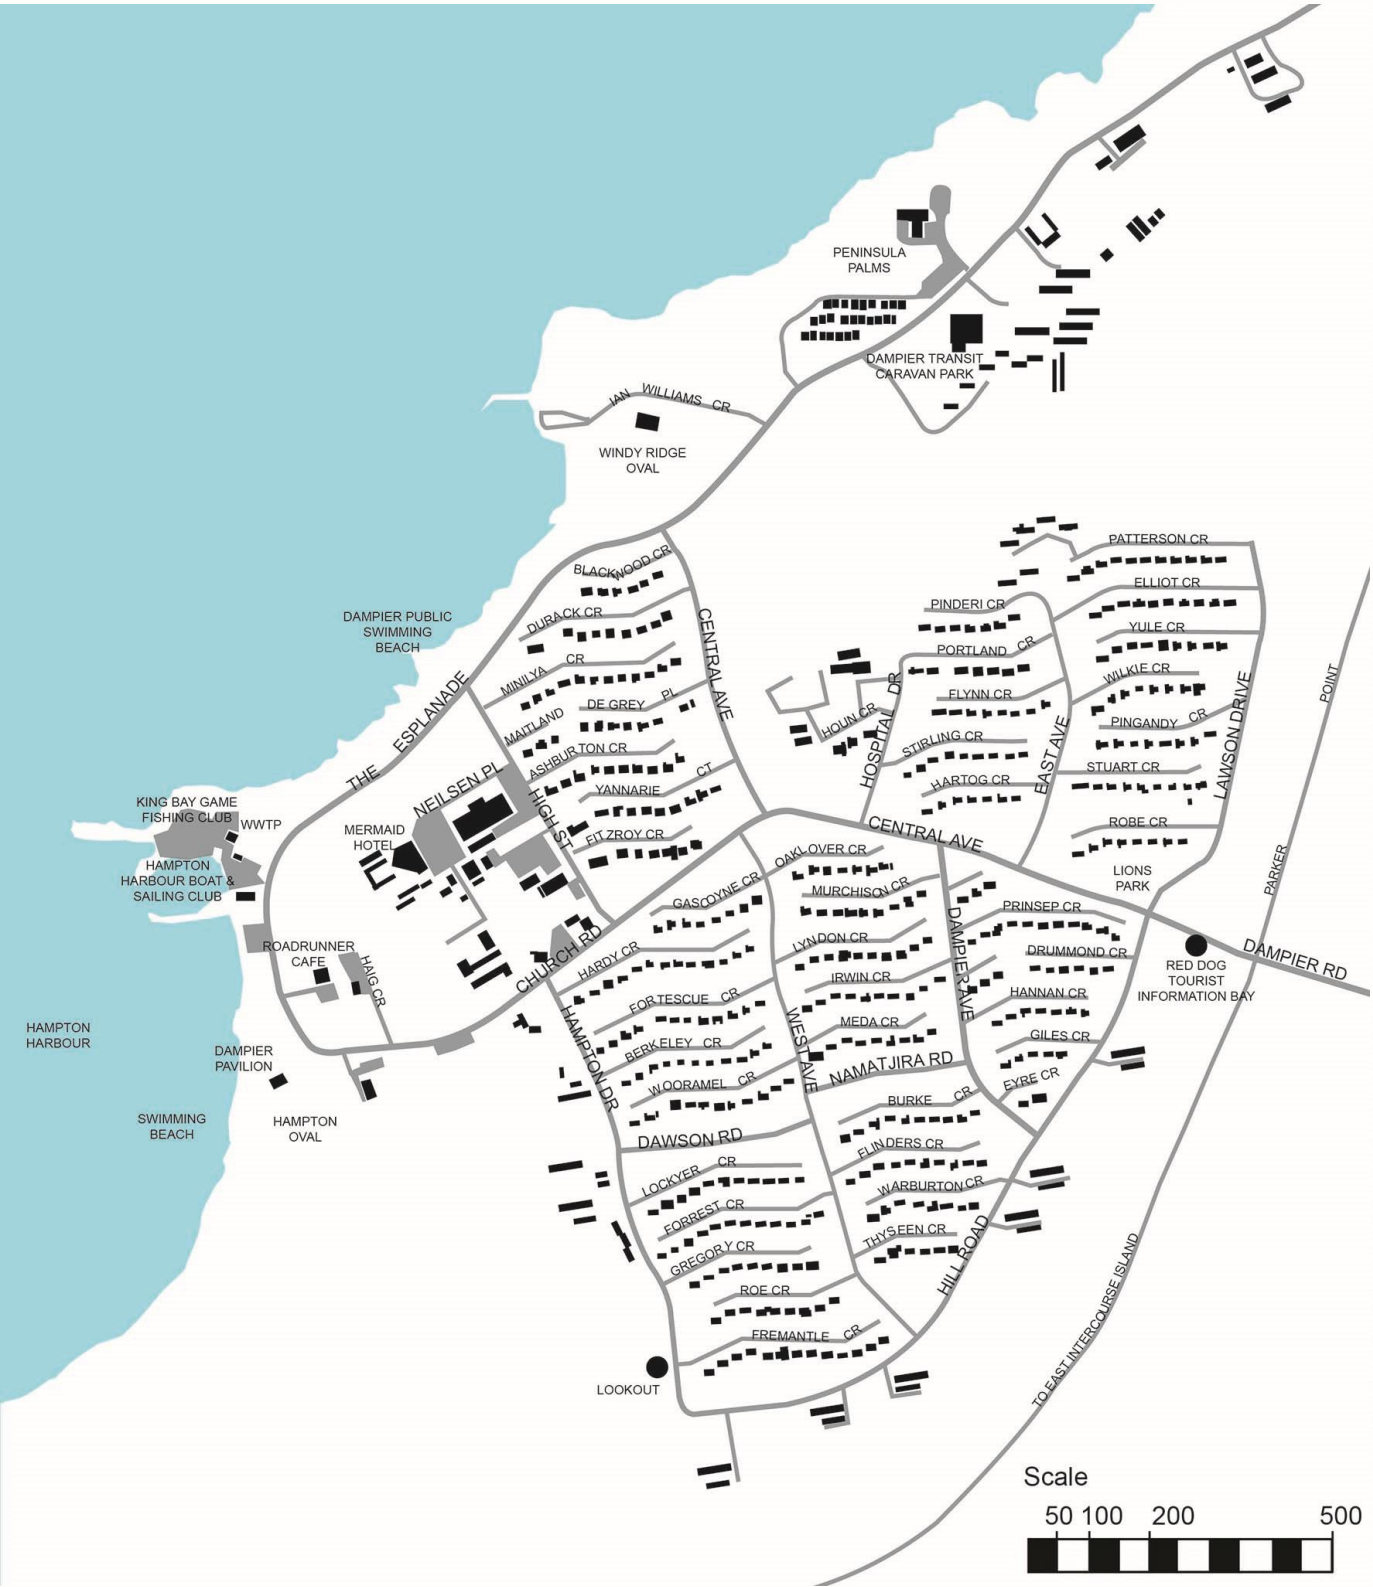 PENINSULA
PALMS
DAMPIER TRANSIT
CARAVAN PARK
IAN WILLIAMS CR
WINDY RIDGE
OVAL
BLACKWOOD CR
DURACK CR
MINILYA CR
MAITLAND
DE GREY PL
ASHBURTON CR
YANNARIE CT
FITZROY CR
CENTRAL AVE
DAMPIER PUBLIC
SWIMMING
BEACH
THE ESPLANADE
NEILSEN PL
HIGH ST
MERMAID
HOTEL
KING BAY GAME
FISHING CLUB
WWTP
HAMPTON
HARBOUR BOAT &
SAILING CLUB
ROADRUNNER
CAFE
HAIG CR
CHURCH RD
HAMPTON
HARBOUR
DAMPIER
PAVILION
SWIMMING
BEACH
HAMPTON
OVAL
PATTERSON CR
ELLIOT CR
YULE CR
WILKIE CR
PINGANDY CR
STUART CR
ROBE CR
LAWSON DRIVE
PINDERI CR
PORTLAND CR
FLYNN CR
STIRLING CR
HARTOG CR
HOUN CR
HOSPITAL DR
EAST AVE
CENTRAL AVE
LIONS
PARK
PARKER POINT
DAMPIER RD
RED DOG
TOURIST
INFORMATION BAY
OAKLOVER CR
MURCHISON CR
LYNDON CR
IRWIN CR
MEDA CR
NAMATJIRA RD
DAMPIER AVE
PRINSEP CR
DRUMMOND CR
HANNAN CR
GILES CR
EYRE CR
GASCOYNE CR
HARDY CR
FORTESCUE CR
BERKELEY CR
WOORAMEL CR
DAWSON RD
HAMPTON DR
WEST AVE
BURKE CR
FLINDERS CR
WARBURTON CR
THYSEEN CR
HILL ROAD
LOCKYER CR
FORREST CR
GREGORY CR
ROE CR
FREMANTLE CR
LOOKOUT
TO EAST INTERCOURSE ISLAND
Scale
50 100 200 500